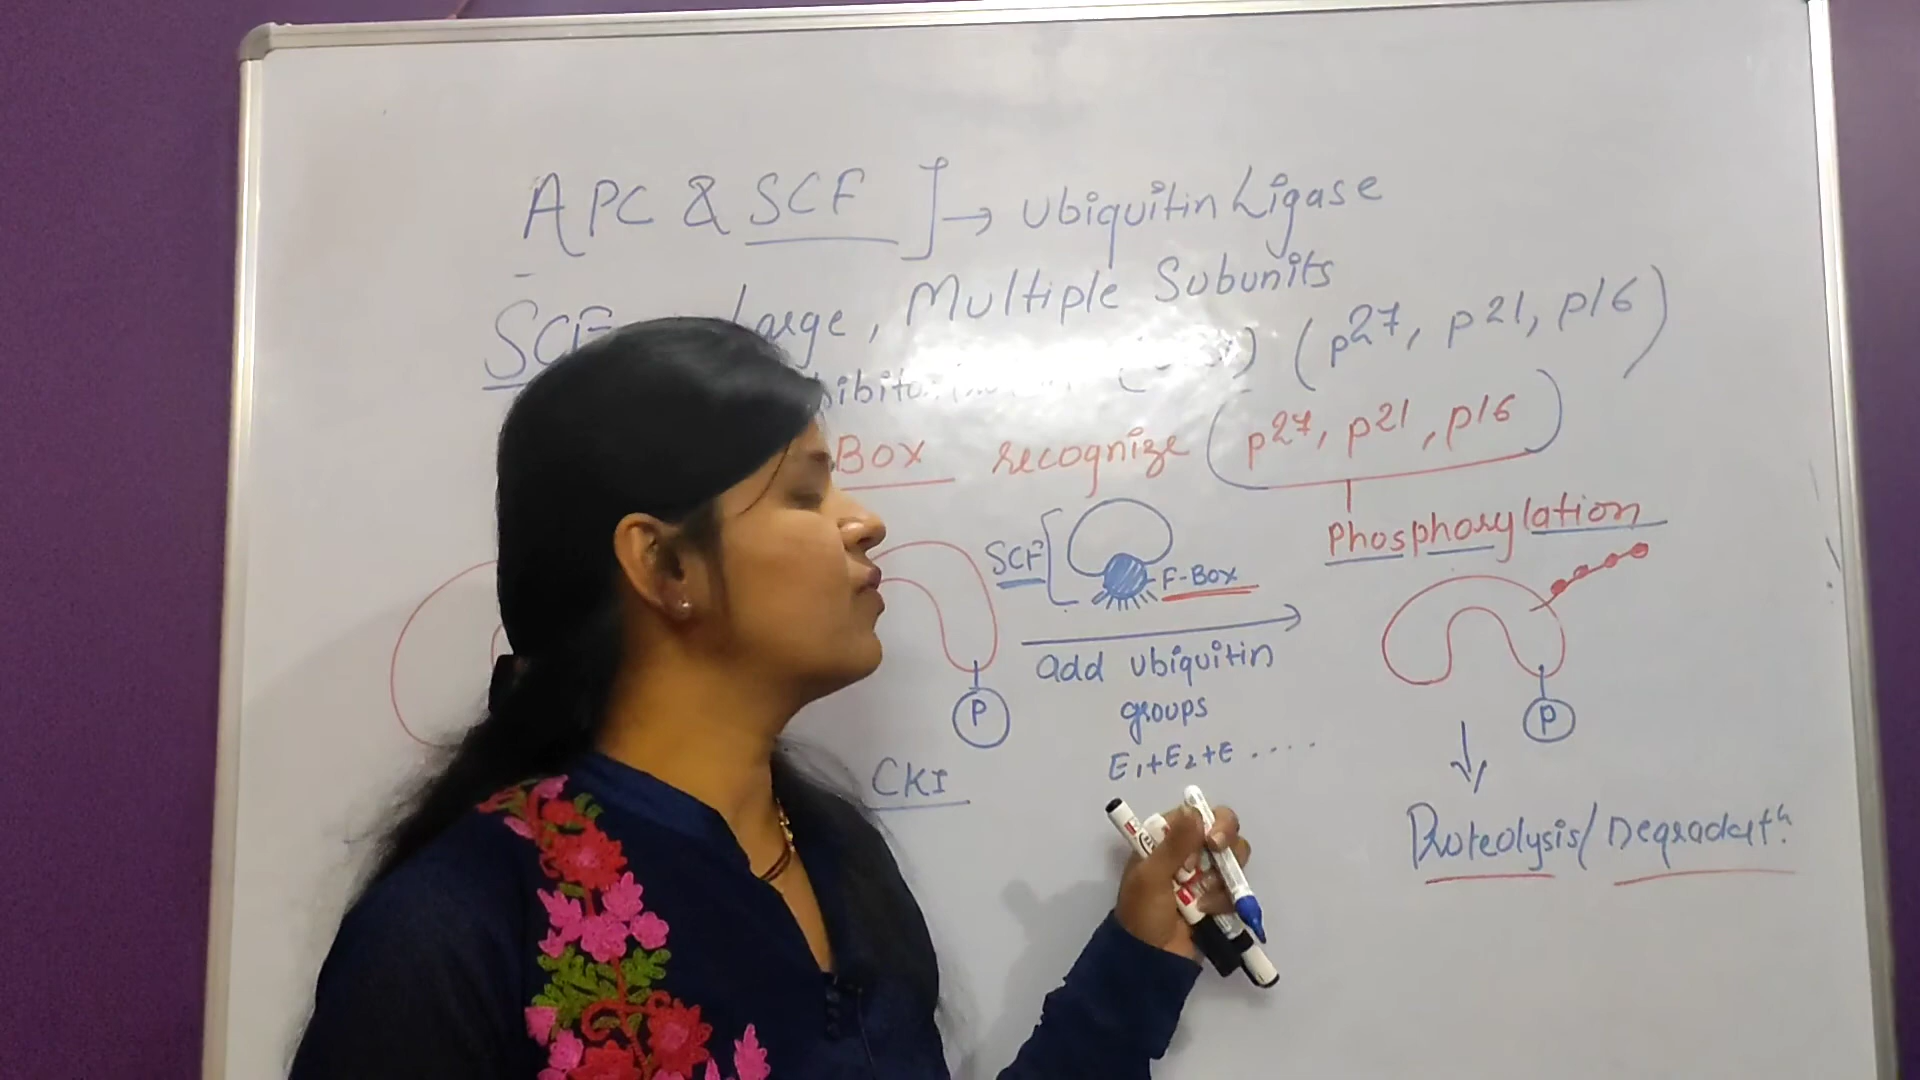 APC & SCF ] → Ubiquitin Ligase
SCF Large, Multiple Subunits
(p27, p21, p16)
Box recognize (p27, p21, p16)
Phosphorylation
SCF
F-Box
add ubiquitin
groups
E1+E2+E ....
P
CKI
P
Proteolysis/Degradatn.